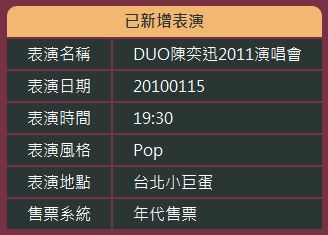 已新增表演
表演名稱 DUO陳奕迅2011演唱會
表演日期 20100115
表演時間 19:30
表演風格 Pop
表演地點 台北小巨蛋
售票系統 年代售票